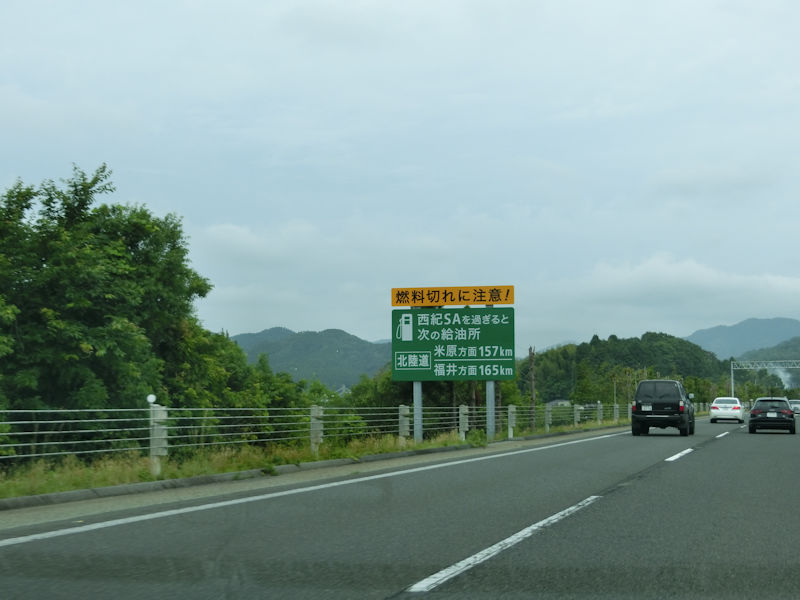 燃料切れに注意!
西紀SAを過ぎると
次の給油所
北陸道
米原方面157km
福井方面165km